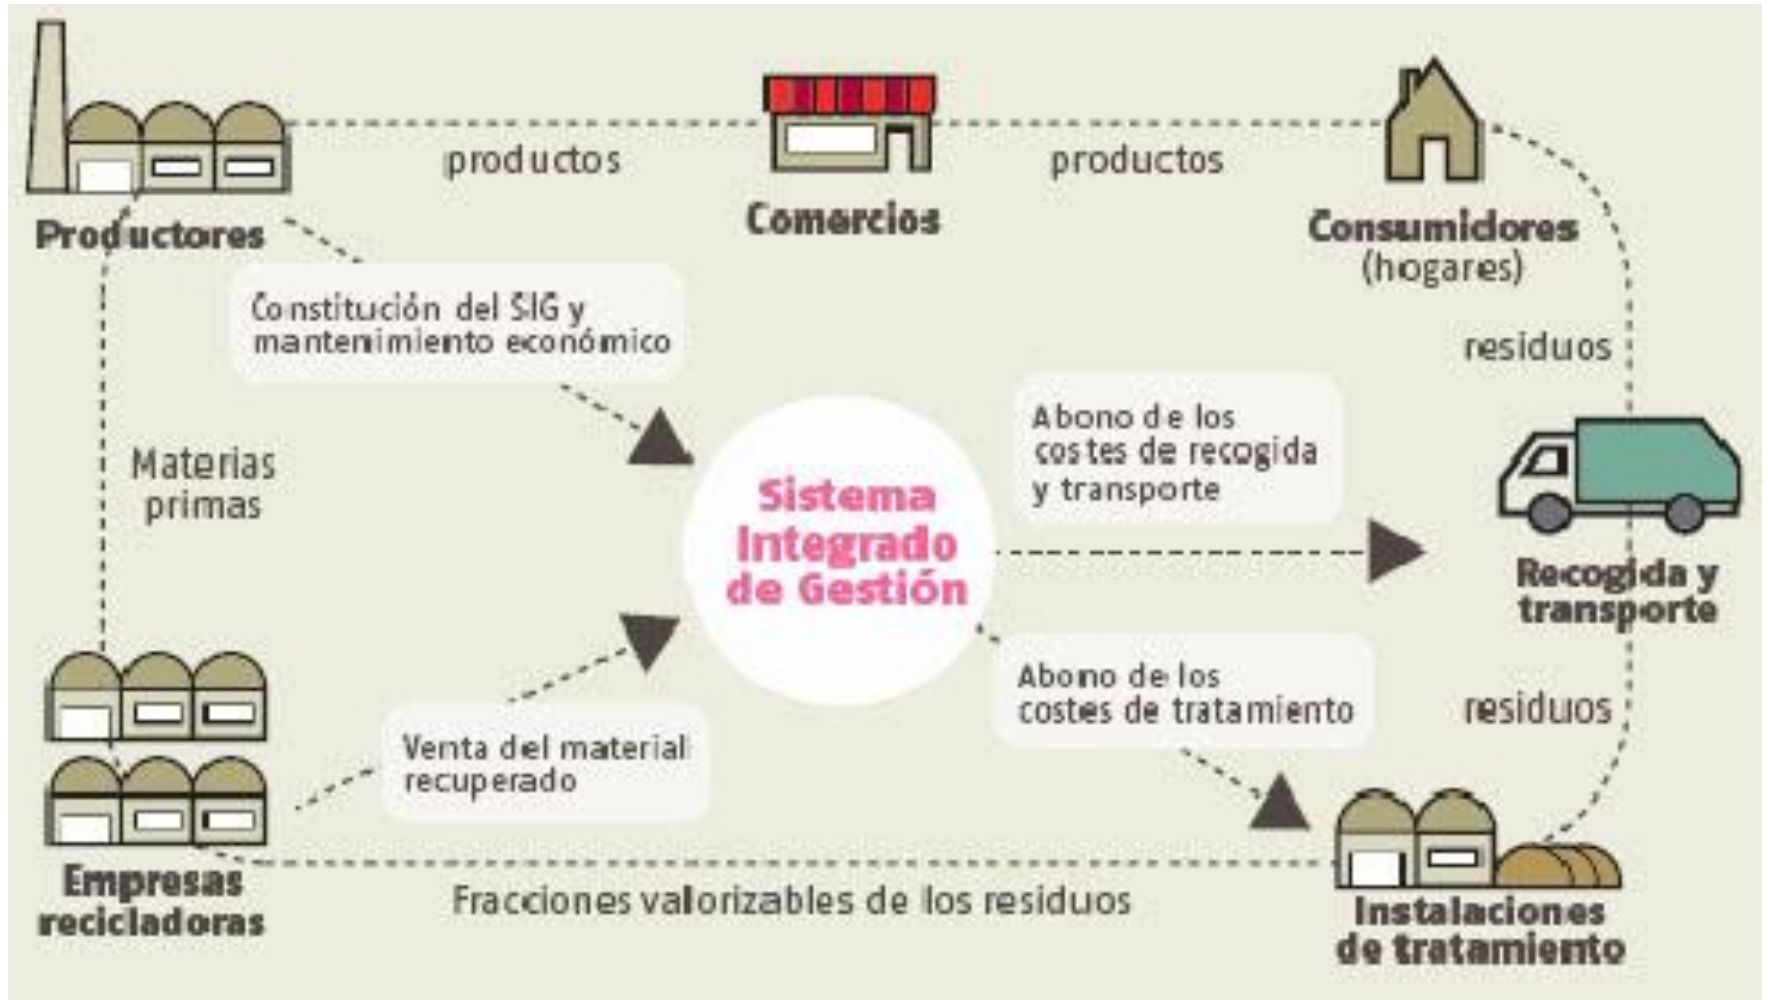 productos
productos
Comercios
Productores
Consumidores
(hogares)
Constitución del SIG y
mantenimiento económico
residuos
Abono de los
costes de recogida
y transporte
Materias
primas
Sistema
Integrado
de Gestión
Recogida y
transporte
Abono de los
costes de tratamiento
residuos
Venta del material
recuperado
Empresas
recicladoras
Fracciones valorizables de los residuos
Instalaciones
de tratamiento